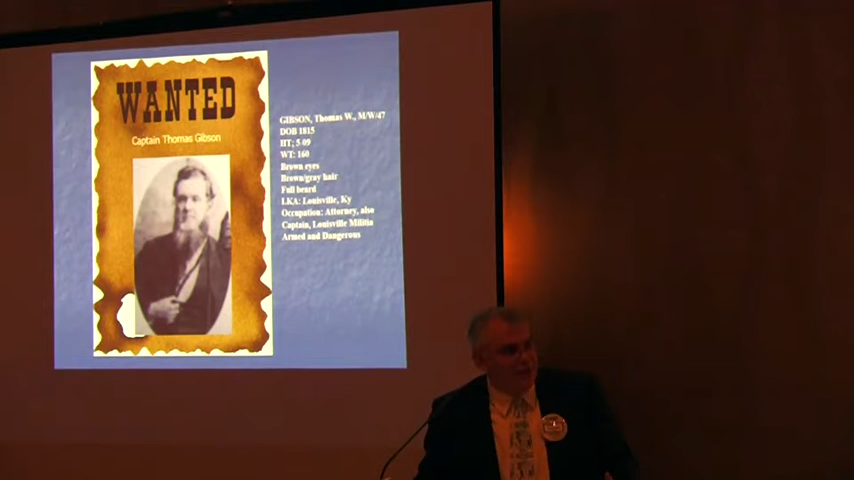 WANTED
Captain Thomas Gibson
GIBSON, Thomas W., M/W/47
DOB 1815
HT; 5 09
WT: 160
Brown eyes
Brown/gray hair
Full beard
LKA: Louisville, Ky
Occupation: Attorney, also
Captain, Louisville Militia
Armed and Dangerous